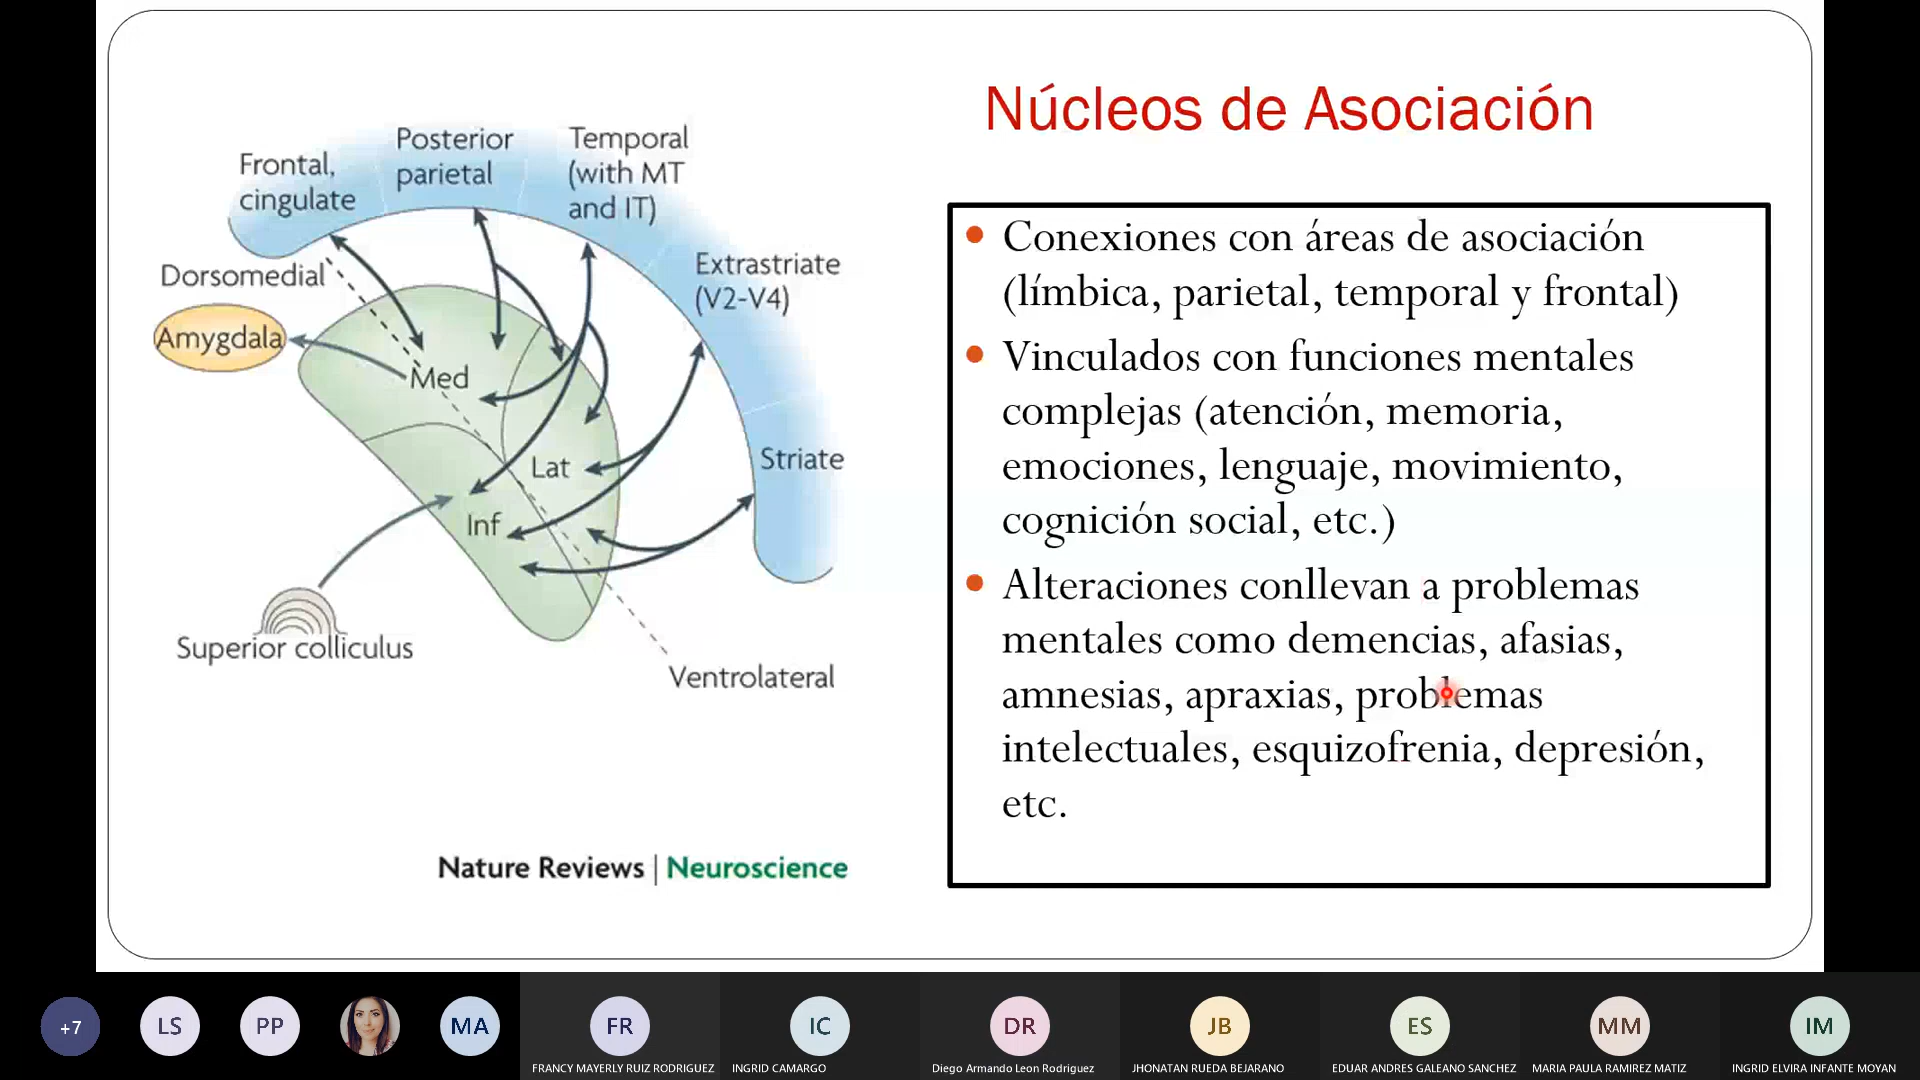 Núcleos de Asociación
Posterior
parietal
Temporal
(with MT
and IT)
Frontal,
cingulate
Extrastriate
(V2-V4)
Dorsomedial
Amygdala
Med
Striate
Lat
Inf
Superior colliculus
Ventrolateral
Nature Reviews | Neuroscience
• Conexiones con áreas de asociación
(límbica, parietal, temporal y frontal)
• Vinculados con funciones mentales
complejas (atención, memoria,
emociones, lenguaje, movimiento,
cognición social, etc.)
• Alteraciones conllevan a problemas
mentales como demencias, afasias,
amnesias, apraxias, problemas
intelectuales, esquizofrenia, depresión,
etc.
+7
LS
PP
MA
FR
FRANCY MAYERLY RUIZ RODRIGUEZ
IC
INGRID CAMARGO
DR
Diego Armando Leon Rodriguez
JB
JHONATAN RUEDA BEJARANO
ES
EDUAR ANDRES GALEANO SANCHEZ
MM
MARIA PAULA RAMIREZ MATIZ
IM
INGRID ELVIRA INFANTE MOYAN